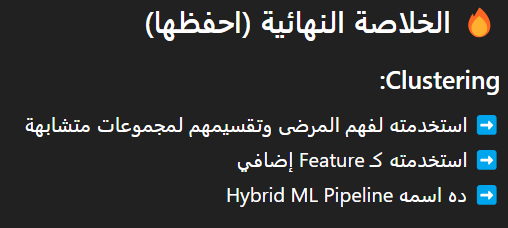 🔥 الخلاصة النهائية (احفظها)
Clustering:
➡️ استخدمته لفهم المرضى وتقسيمهم لمجموعات متشابهة
➡️ استخدمته كـ Feature إضافي
➡️ ده اسمه Hybrid ML Pipeline